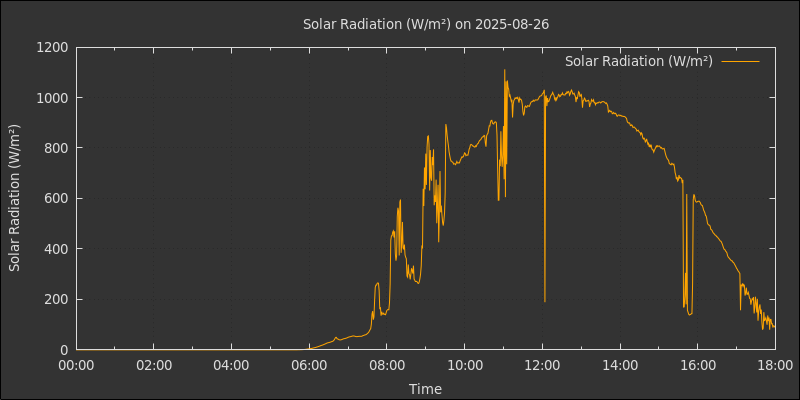 Solar Radiation (W/m²) on 2025-08-26
Solar Radiation (W/m²)
Solar Radiation (W/m²)
1200
1000
800
600
400
200
0
00:00 02:00 04:00 06:00 08:00 10:00 12:00 14:00 16:00 18:00
Time